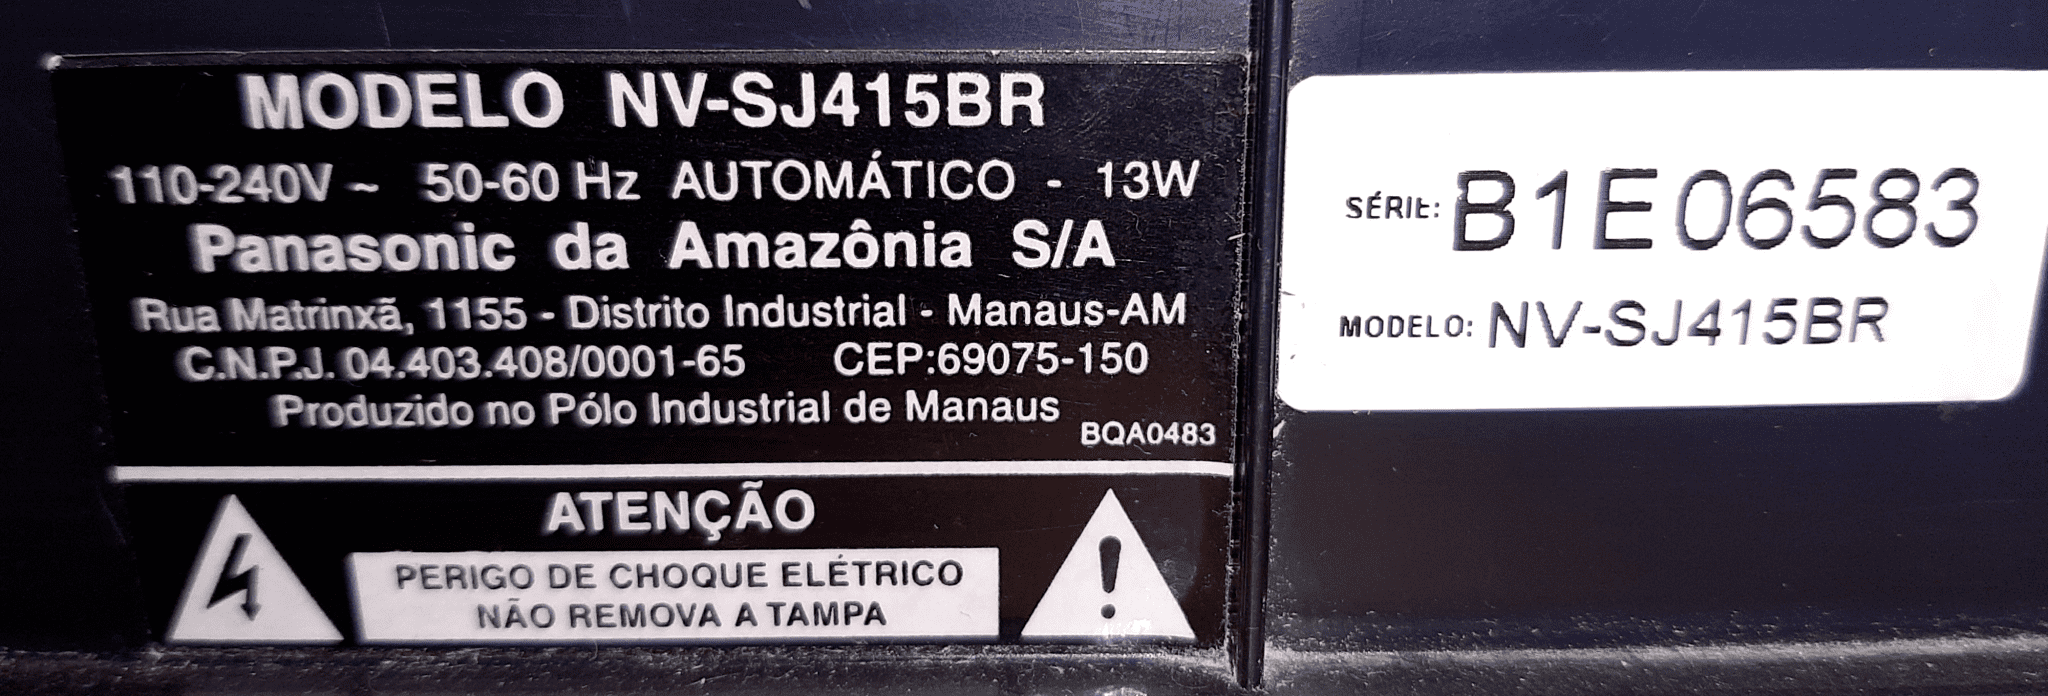 MODELO NV-SJ415BR
110-240V ~ 50-60 Hz AUTOMÁTICO - 13W
Panasonic da Amazônia S/A
Rua Matrinxã, 1155 - Distrito Industrial - Manaus-AM
C.N.P.J. 04.403.408/0001-65 CEP:69075-150
Produzido no Pólo Industrial de Manaus
BQA0483
ATENÇÃO
PERIGO DE CHOQUE ELÉTRICO
NÃO REMOVA A TAMPA
SÉRIE: B1E06583
MODELO: NV-SJ415BR